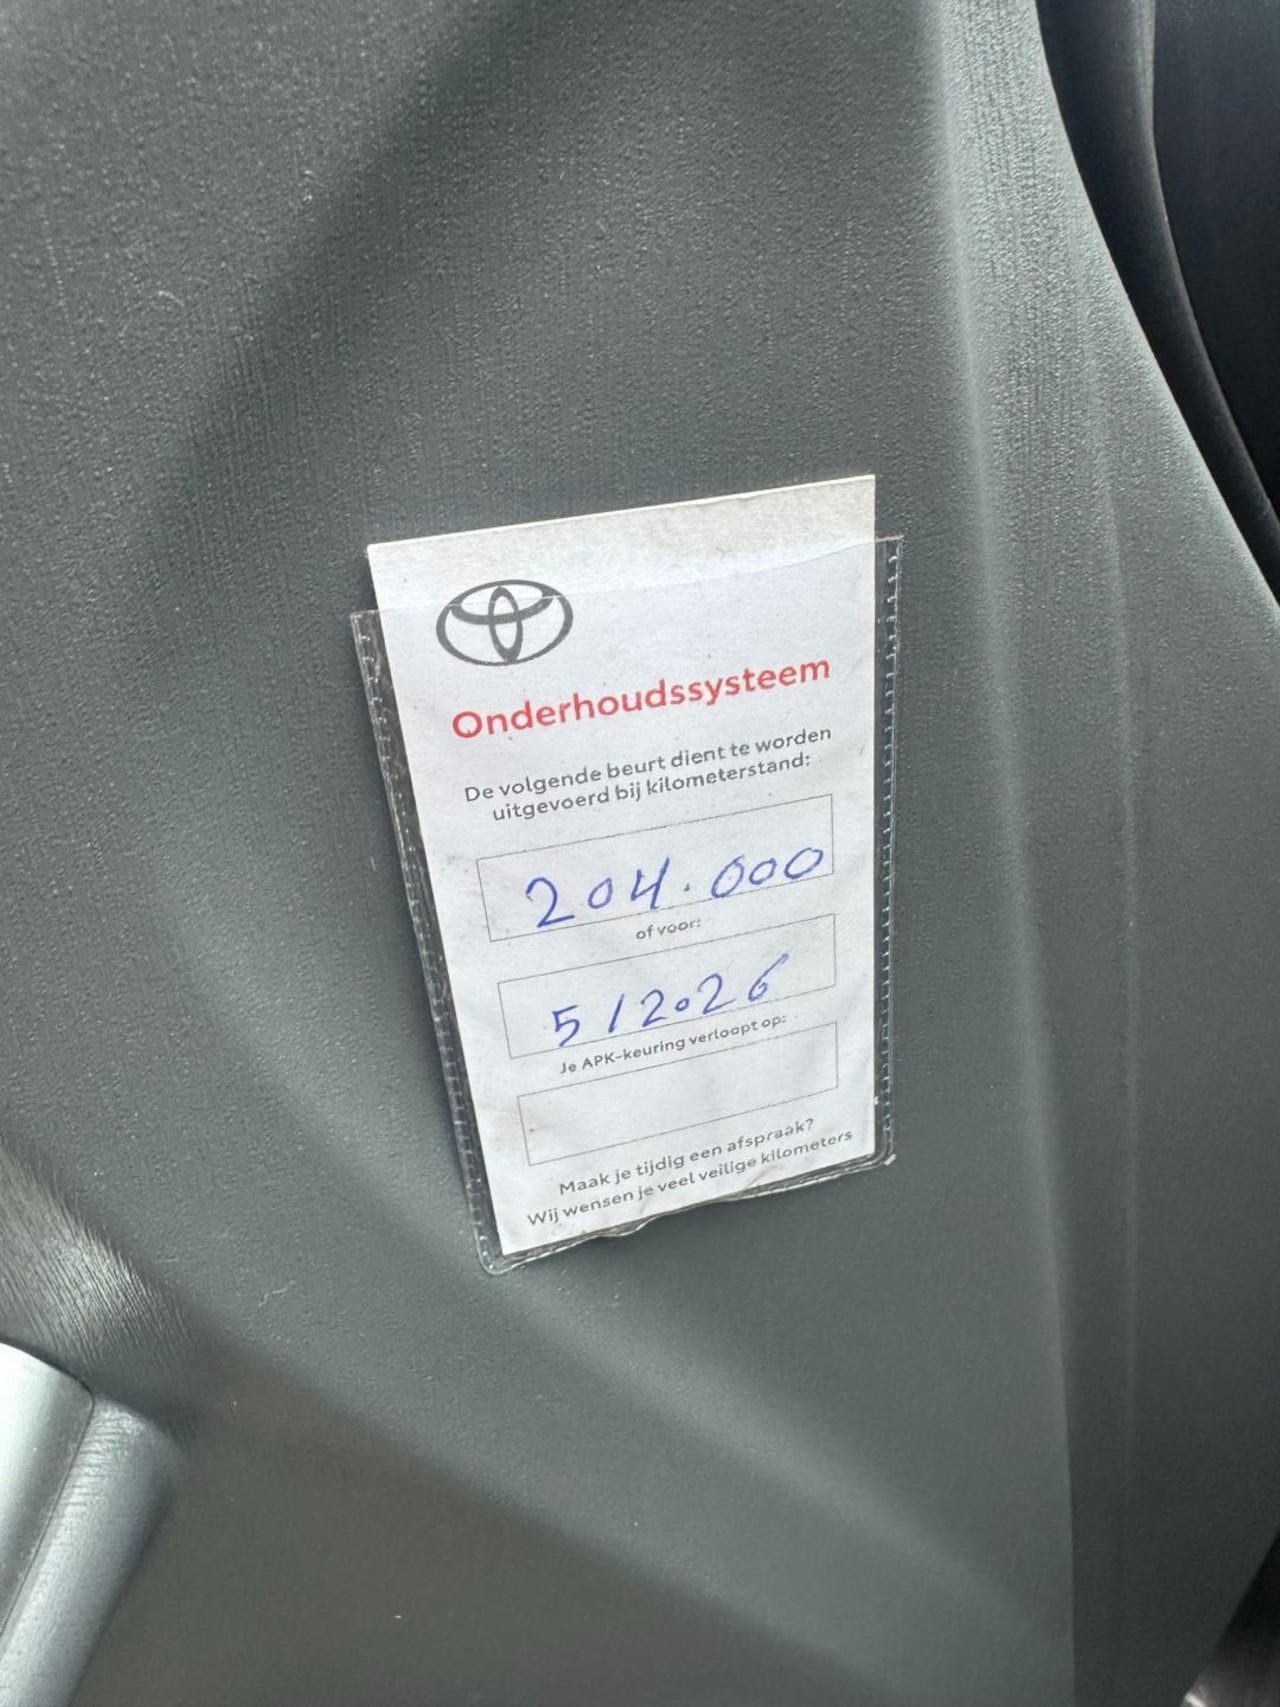 Onderhoudssysteem
De volgende beurt dient te worden
uitgevoerd bij kilometerstand:
204.000
of voor:
5/2026
Je APK-keuring verloopt op:
Maak je tijdig een afspraak?
Wij wensen je veel veilige kilometers